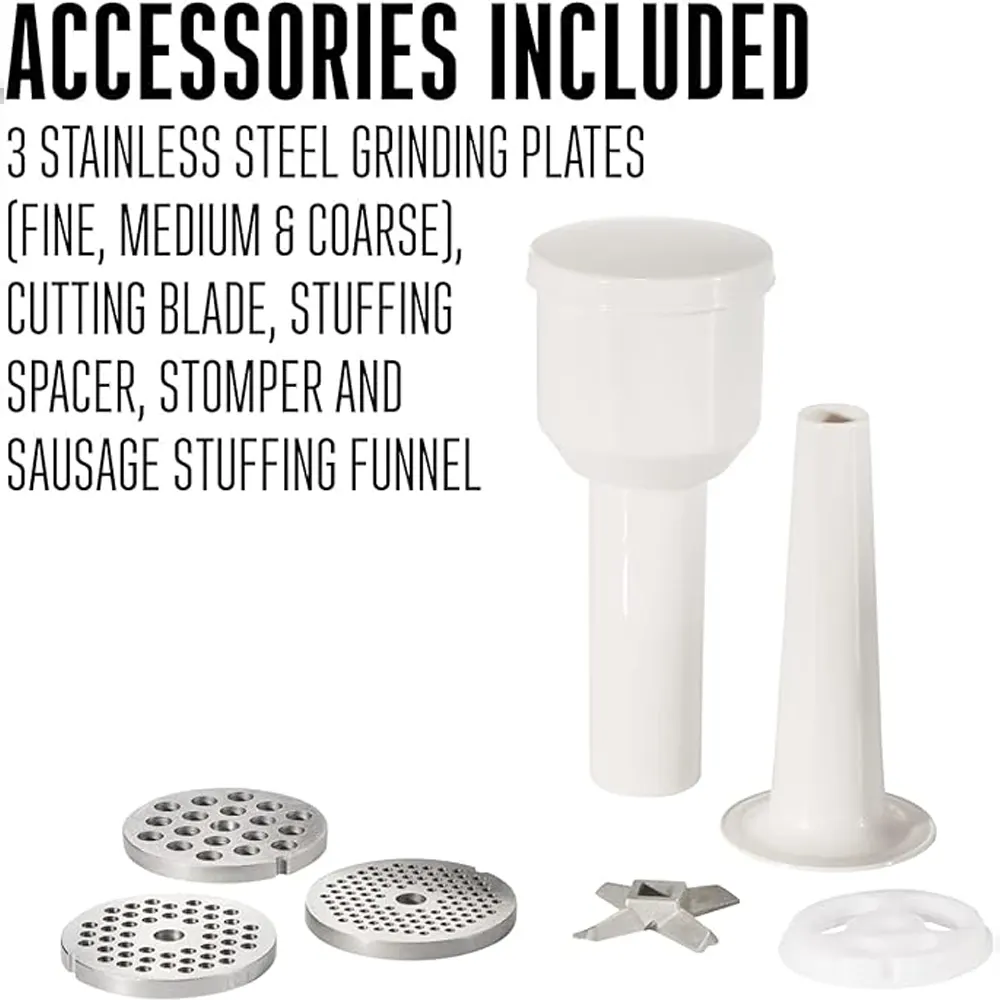 ACCESSORIES INCLUDED
3 STAINLESS STEEL GRINDING PLATES
(FINE, MEDIUM & COARSE),
CUTTING BLADE, STUFFING
SPACER, STOMPER AND
SAUSAGE STUFFING FUNNEL